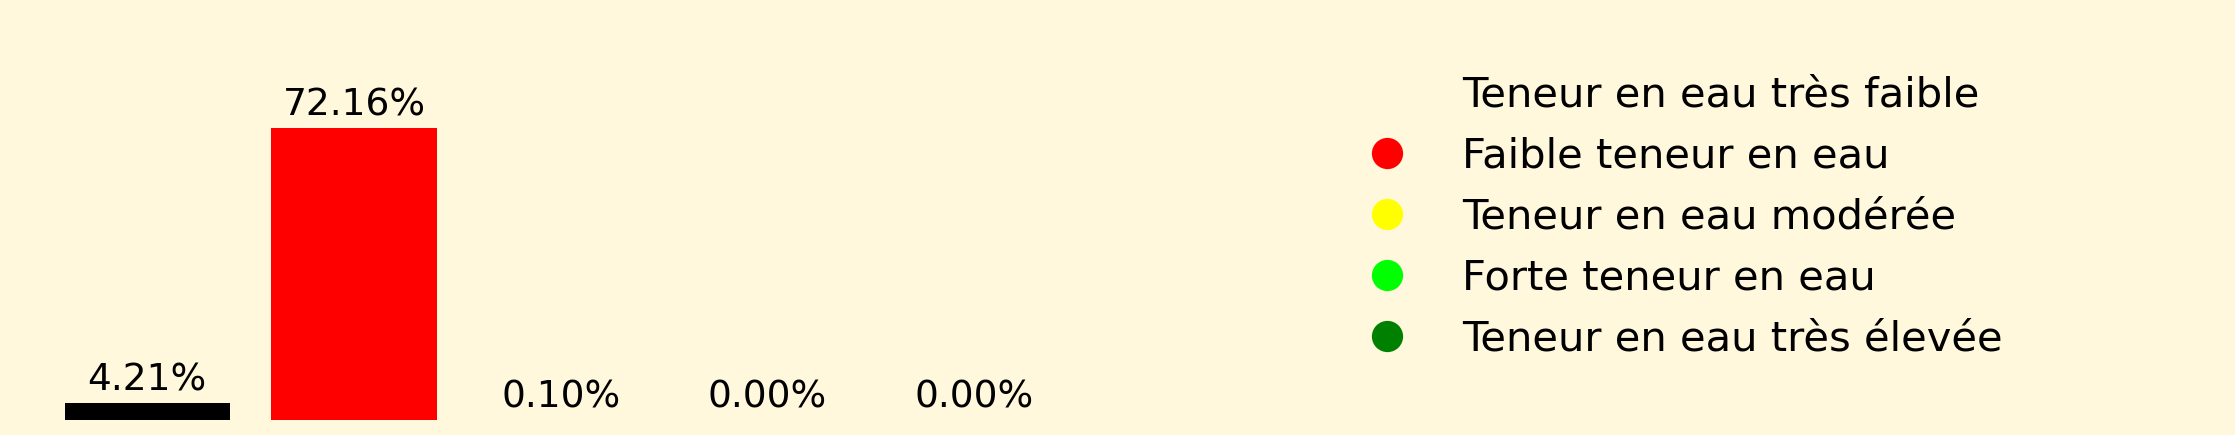 72.16%
4.21%
0.10%
0.00%
0.00%
Teneur en eau très faible
Faible teneur en eau
Teneur en eau modérée
Forte teneur en eau
Teneur en eau très élevée